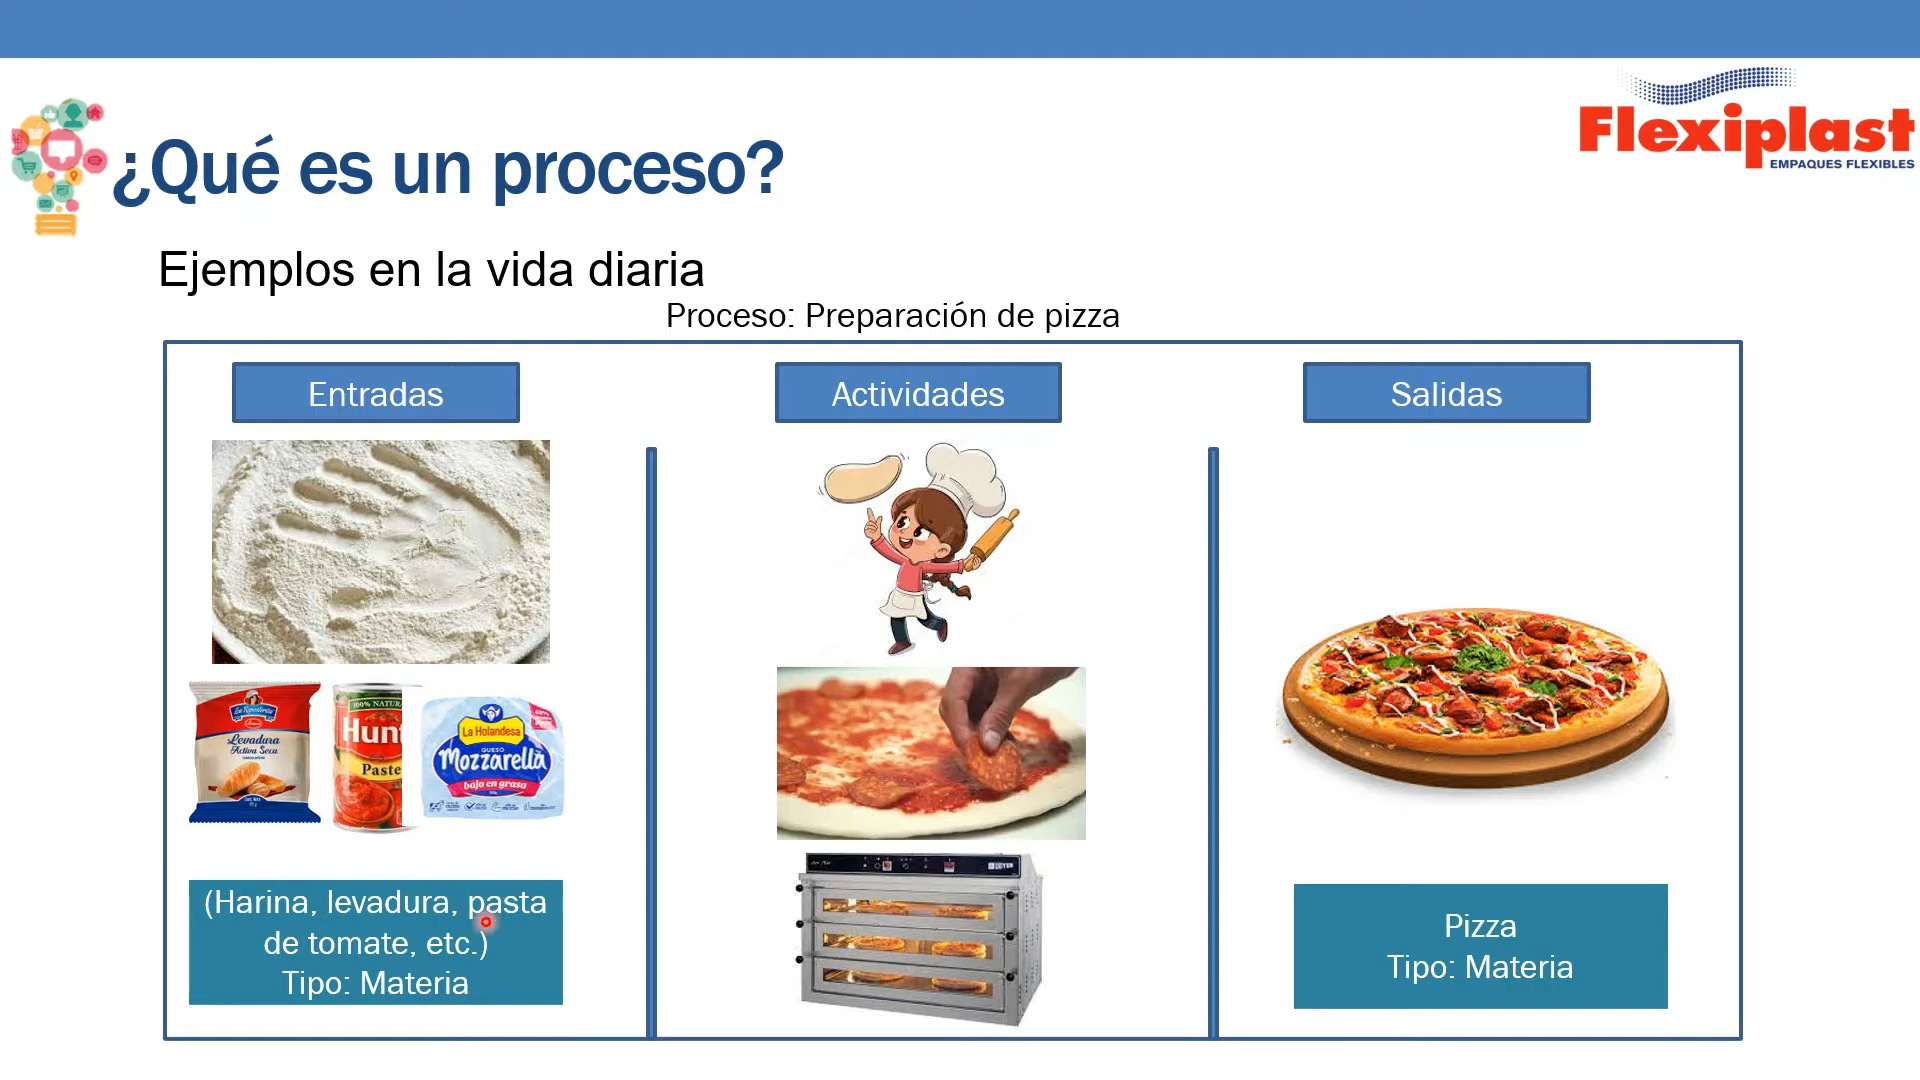 Flexiplast
EMPAQUES FLEXIBLES
¿Qué es un proceso?
Ejemplos en la vida diaria
Proceso: Preparación de pizza
Entradas
Actividades
Salidas
Levadura
Activa Seca
100% NATURA
Hunt
Paste
La Holandesa
QUESO
Mozzarella
bajo en grasa
(Harina, levadura, pasta
de tomate, etc.)
Tipo: Materia
Pizza
Tipo: Materia